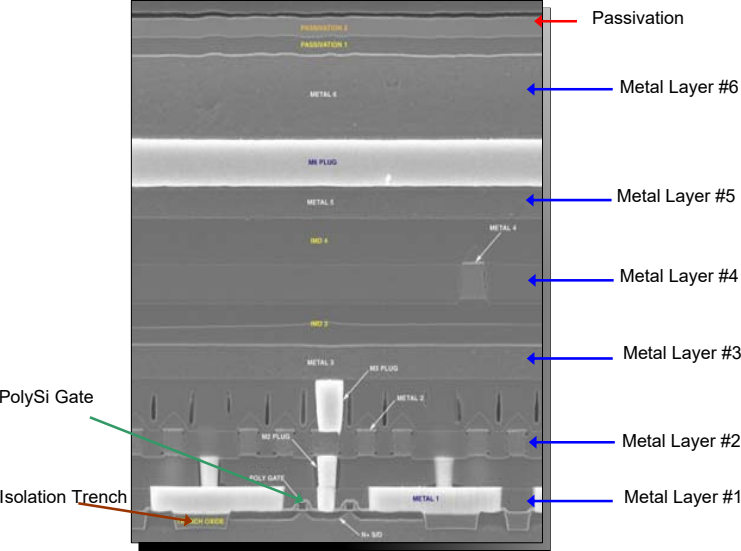 Passivation
PASSIVATION 2
PASSIVATION 1
Metal Layer #6
METAL 6
M6 PLUG
Metal Layer #5
METAL 5
METAL 4
IMD 4
Metal Layer #4
IMD 3
Metal Layer #3
METAL 3
M3 PLUG
PolySi Gate
METAL 2
M2 PLUG
Metal Layer #2
POLY GATE
Isolation Trench
METAL 1
Metal Layer #1
TRENCH OXIDE
N+ S/D